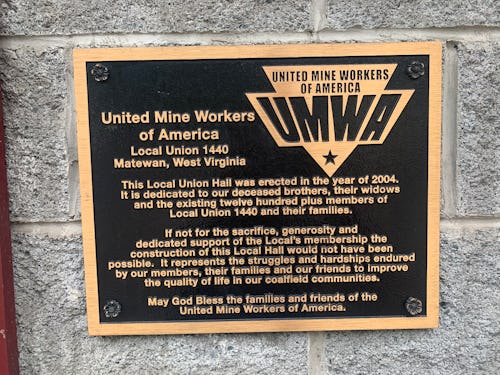 UNITED MINE WORKERS
OF AMERICA
UMWA
United Mine Workers
of America
Local Union 1440
Matewan, West Virginia
This Local Union Hall was erected in the year of 2004.
It is dedicated to our deceased brothers, their widows
and the existing twelve hundred plus members of
Local Union 1440 and their families.
If not for the sacrifice, generosity and
dedicated support of the Local's membership the
construction of this Local Hall would not have been
possible. It represents the struggles and hardships endured
by our members, their families and our friends to improve
the quality of life in our coalfield communities.
May God Bless the families and friends of the
United Mine Workers of America.